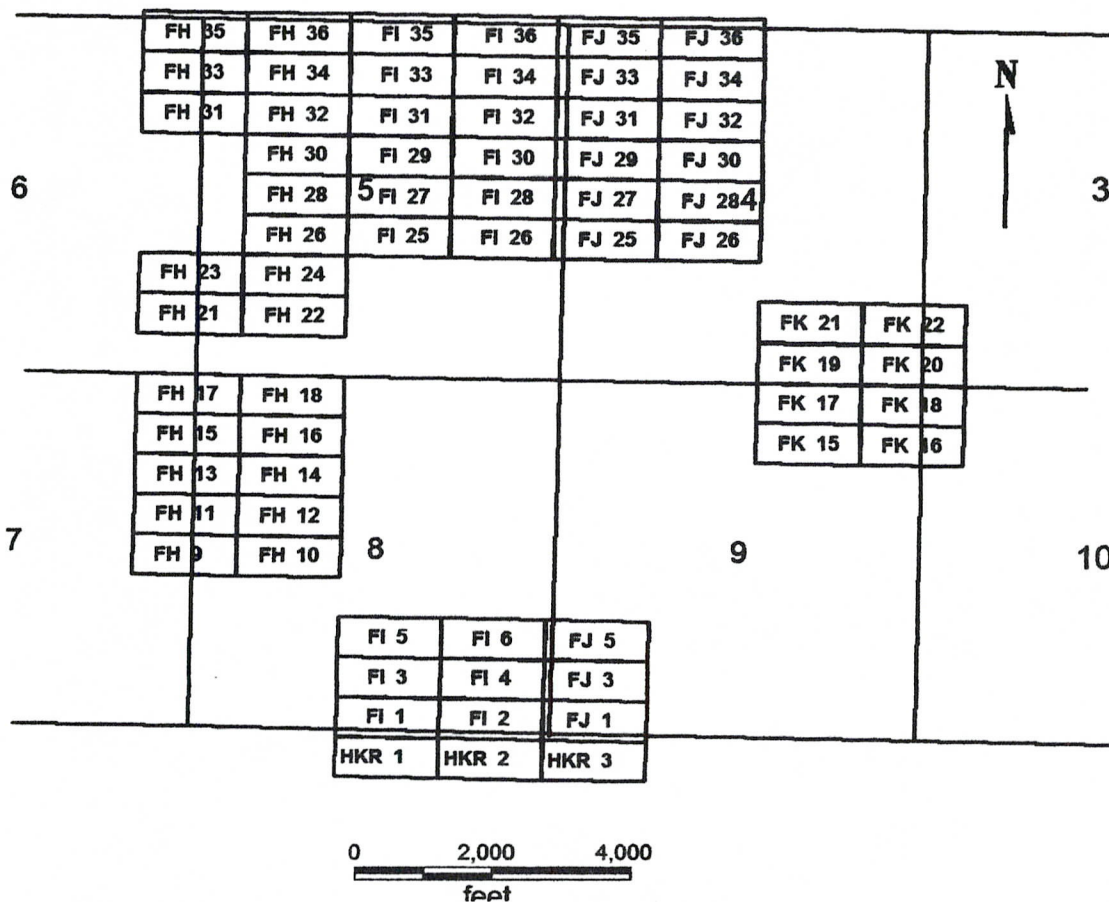 FH 35 FH 36 FI 35 FI 36 FJ 35 FJ 36
FH 33 FH 34 FI 33 FI 34 FJ 33 FJ 34
N
FH 31 FH 32 FI 31 FI 32 FJ 31 FJ 32
FH 30 FI 29 FI 30 FJ 29 FJ 30
6 FH 28 5 FI 27 FI 28 FJ 27 FJ 28 4 3
FH 26 FI 25 FI 26 FJ 25 FJ 26
FH 23 FH 24
FH 21 FH 22
FK 21 FK 22
FK 19 FK 20
FH 17 FH 18
FK 17 FK 18
FH 15 FH 16
FK 15 FK 16
FH 13 FH 14
FH 11 FH 12
7 FH 9 FH 10 8 9 10
FI 5 FI 6 FJ 5
FI 3 FI 4 FJ 3
FI 1 FI 2 FJ 1
HKR 1 HKR 2 HKR 3
0 2,000 4,000
feet